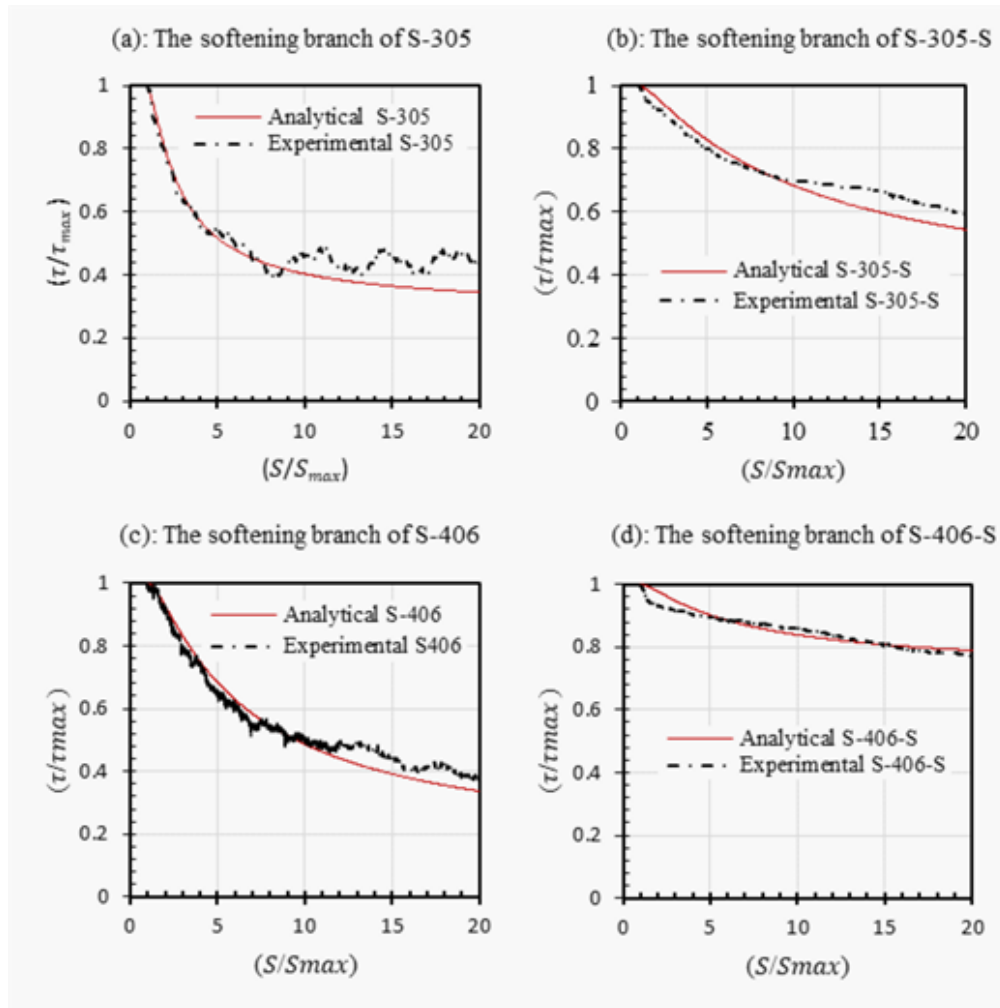 (a): The softening branch of S-305
1
0.8
0.6
0.4
0.2
0
(τ/τmax)
Analytical S-305
Experimental S-305
0 5 10 15 20
(S/Smax)
(b): The softening branch of S-305-S
1
0.8
0.6
0.4
0.2
0
(τ/τmax)
Analytical S-305-S
Experimental S-305-S
0 5 10 15 20
(S/Smax)
(c): The softening branch of S-406
1
0.8
0.6
0.4
0.2
0
(τ/τmax)
Analytical S-406
Experimental S406
0 5 10 15 20
(S/Smax)
(d): The softening branch of S-406-S
1
0.8
0.6
0.4
0.2
0
(τ/τmax)
Analytical S-406-S
Experimental S-406-S
0 5 10 15 20
(S/Smax)